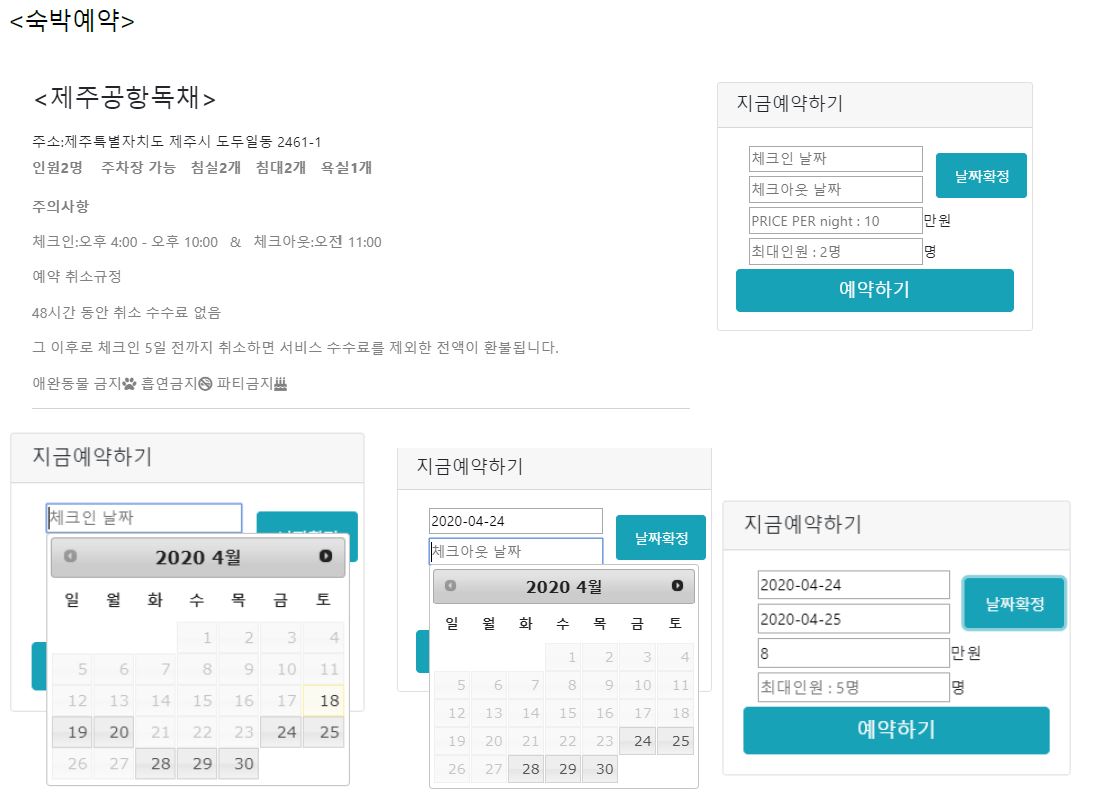 <숙박예약>
<제주공항독채>
주소:제주특별자치도 제주시 도두일동 2461-1
인원2명 주차장 가능 침실2개 침대2개 욕실1개
주의사항
체크인:오후 4:00 - 오후 10:00 & 체크아웃:오전 11:00
예약 취소규정
48시간 동안 취소 수수료 없음
그 이후로 체크인 5일 전까지 취소하면 서비스 수수료를 제외한 전액이 환불됩니다.
애완동물 금지 흡연금지 파티금지
지금예약하기
체크인 날짜
날짜확정
체크아웃 날짜
PRICE PER night : 10 만원
최대인원 : 2명 명
예약하기
지금예약하기
체크인 날짜
2020 4월
일 월 화 수 목 금 토
1 2 3 4
5 6 7 8 9 10 11
12 13 14 15 16 17 18
19 20 21 22 23 24 25
26 27 28 29 30
지금예약하기
2020-04-24
날짜확정
체크아웃 날짜
2020 4월
일 월 화 수 목 금 토
1 2 3 4
5 6 7 8 9 10 11
12 13 14 15 16 17 18
19 20 21 22 23 24 25
26 27 28 29 30
지금예약하기
2020-04-24
날짜확정
2020-04-25
8 만원
최대인원 : 5명 명
예약하기